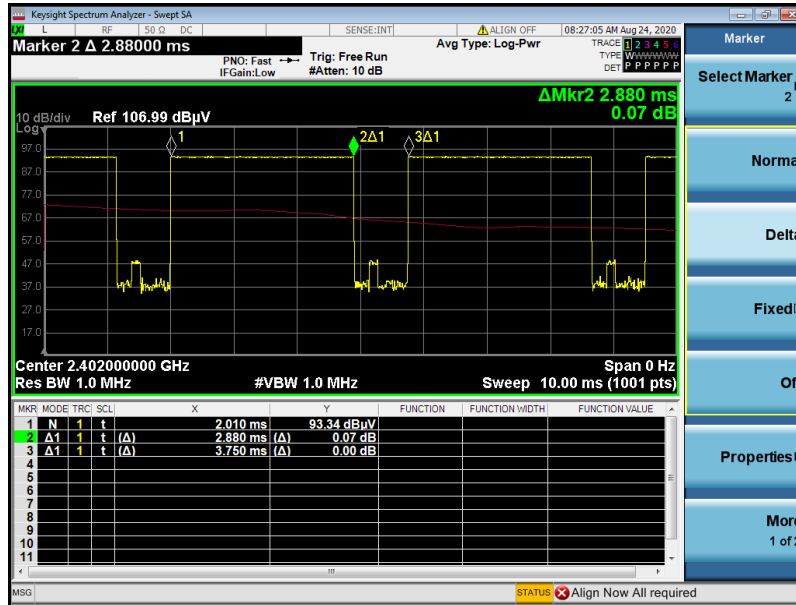 Keysight Spectrum Analyzer - Swept SA
LXI L RF 50 Ω DC SENSE:INT ALIGN OFF 08:27:05 AM Aug 24, 2020
Marker 2 Δ 2.88000 ms
PNO: Fast
IFGain:Low
Trig: Free Run
#Atten: 10 dB
Avg Type: Log-Pwr
TRACE 1 2 3 4 5 6
TYPE WWWWWW
DET P P P P P P
ΔMkr2 2.880 ms
0.07 dB
10 dB/div
Log
Ref 106.99 dBµV
1
2Δ1
3Δ1
97.0
87.0
77.0
67.0
57.0
47.0
37.0
27.0
17.0
Center 2.402000000 GHz Span 0 Hz
Res BW 1.0 MHz #VBW 1.0 MHz Sweep 10.00 ms (1001 pts)
MKR MODE TRC SCL X Y FUNCTION FUNCTION WIDTH FUNCTION VALUE
1 N 1 t 2.010 ms 93.34 dBµV
2 Δ1 1 t (Δ) 2.880 ms (Δ) 0.07 dB
3 Δ1 1 t (Δ) 3.750 ms (Δ) 0.00 dB
4
5
6
7
8
9
10
11
MSG STATUS Align Now All required
Marker
Select Marker
2
Norma
Delta
Fixed
Of
Properties
More
1 of 2